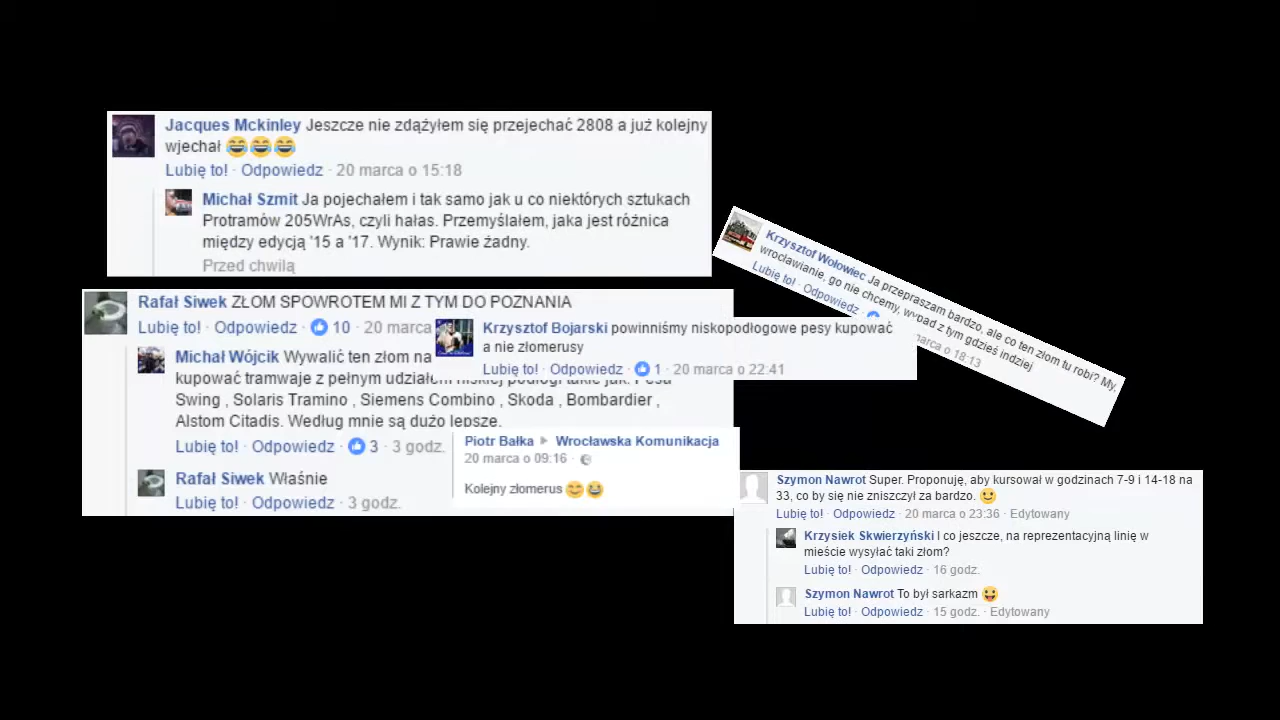 Jacques Mckinley Jeszcze nie zdążyłem się przejechać 2808 a już kolejny
wjechał 😂😂😂
Lubię to! · Odpowiedz · 20 marca o 15:18
Michał Szmit Ja pojechałem i tak samo jak u co niektórych sztukach
Protramów 205WrAs, czyli hałas. Przemyślałem, jaka jest różnica
między edycją '15 a '17. Wynik: Prawie żadny.
Przed chwilą
Krzysztof Wołowiec Ja przepraszam bardzo, ale co ten złom tu robi? My,
wrocławianie, go nie chcemy, wypad z tym gdzieś indziej
Lubię to! · Odpowiedz ·
o 18:13
Rafał Siwek ZŁOM SPOWROTEM MI Z TYM DO POZNANIA
Lubię to! · Odpowiedz · 10 · 20 marca
Krzysztof Bojarski powinniśmy niskopodłogowe pesy kupować
a nie złomerusy
Lubię to! · Odpowiedz · 1 · 20 marca o 22:41
Michał Wójcik Wywalić ten złom na
kupować tramwaje z pełnym udziałem niskiej podłogi takie jak: Pesa
Swing , Solaris Tramino , Siemens Combino , Skoda , Bombardier ,
Alstom Citadis. Według mnie są dużo lepsze.
Lubię to! · Odpowiedz · 3 · 3 godz.
Rafał Siwek Właśnie
Lubię to! · Odpowiedz · 3 godz.
Piotr Bałka ▶ Wrocławska Komunikacja
20 marca o 09:16 ·
Kolejny złomerus 😊😂
Szymon Nawrot Super. Proponuję, aby kursował w godzinach 7-9 i 14-18 na
33, co by się nie zniszczył za bardzo. 🙂
Lubię to! · Odpowiedz · 20 marca o 23:36 · Edytowany
Krzysiek Skwierzyński I co jeszcze, na reprezentacyjną linię w
mieście wysyłać taki złom?
Lubię to! · Odpowiedz · 16 godz.
Szymon Nawrot To był sarkazm 😛
Lubię to! · Odpowiedz · 15 godz. · Edytowany